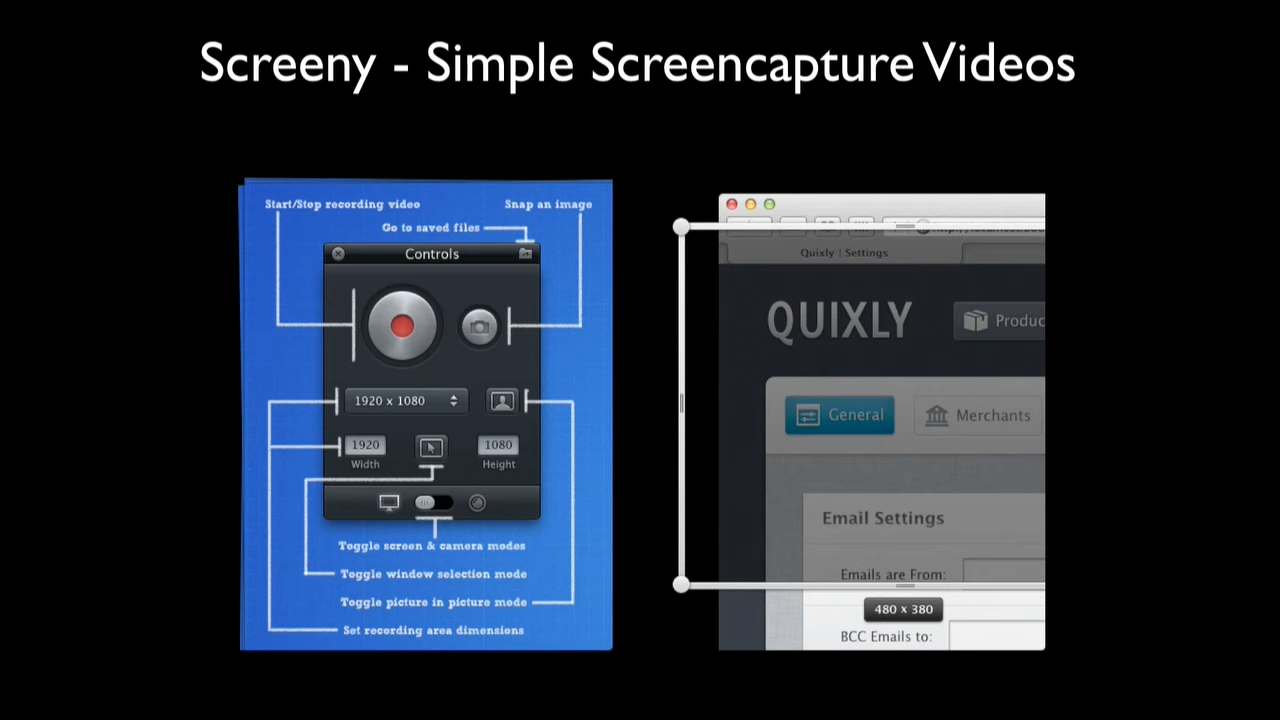 Screeny - Simple Screencapture Videos
Start/Stop recording video
Snap an image
Go to saved files
Controls
1920 x 1080
1920
1080
Width
Height
Toggle screen & camera modes
Toggle window selection mode
Toggle picture in picture mode
Set recording area dimensions
Quixly | Settings
QUIXLY
Produc
General
Merchants
Email Settings
Emails are From:
480 x 380
BCC Emails to: